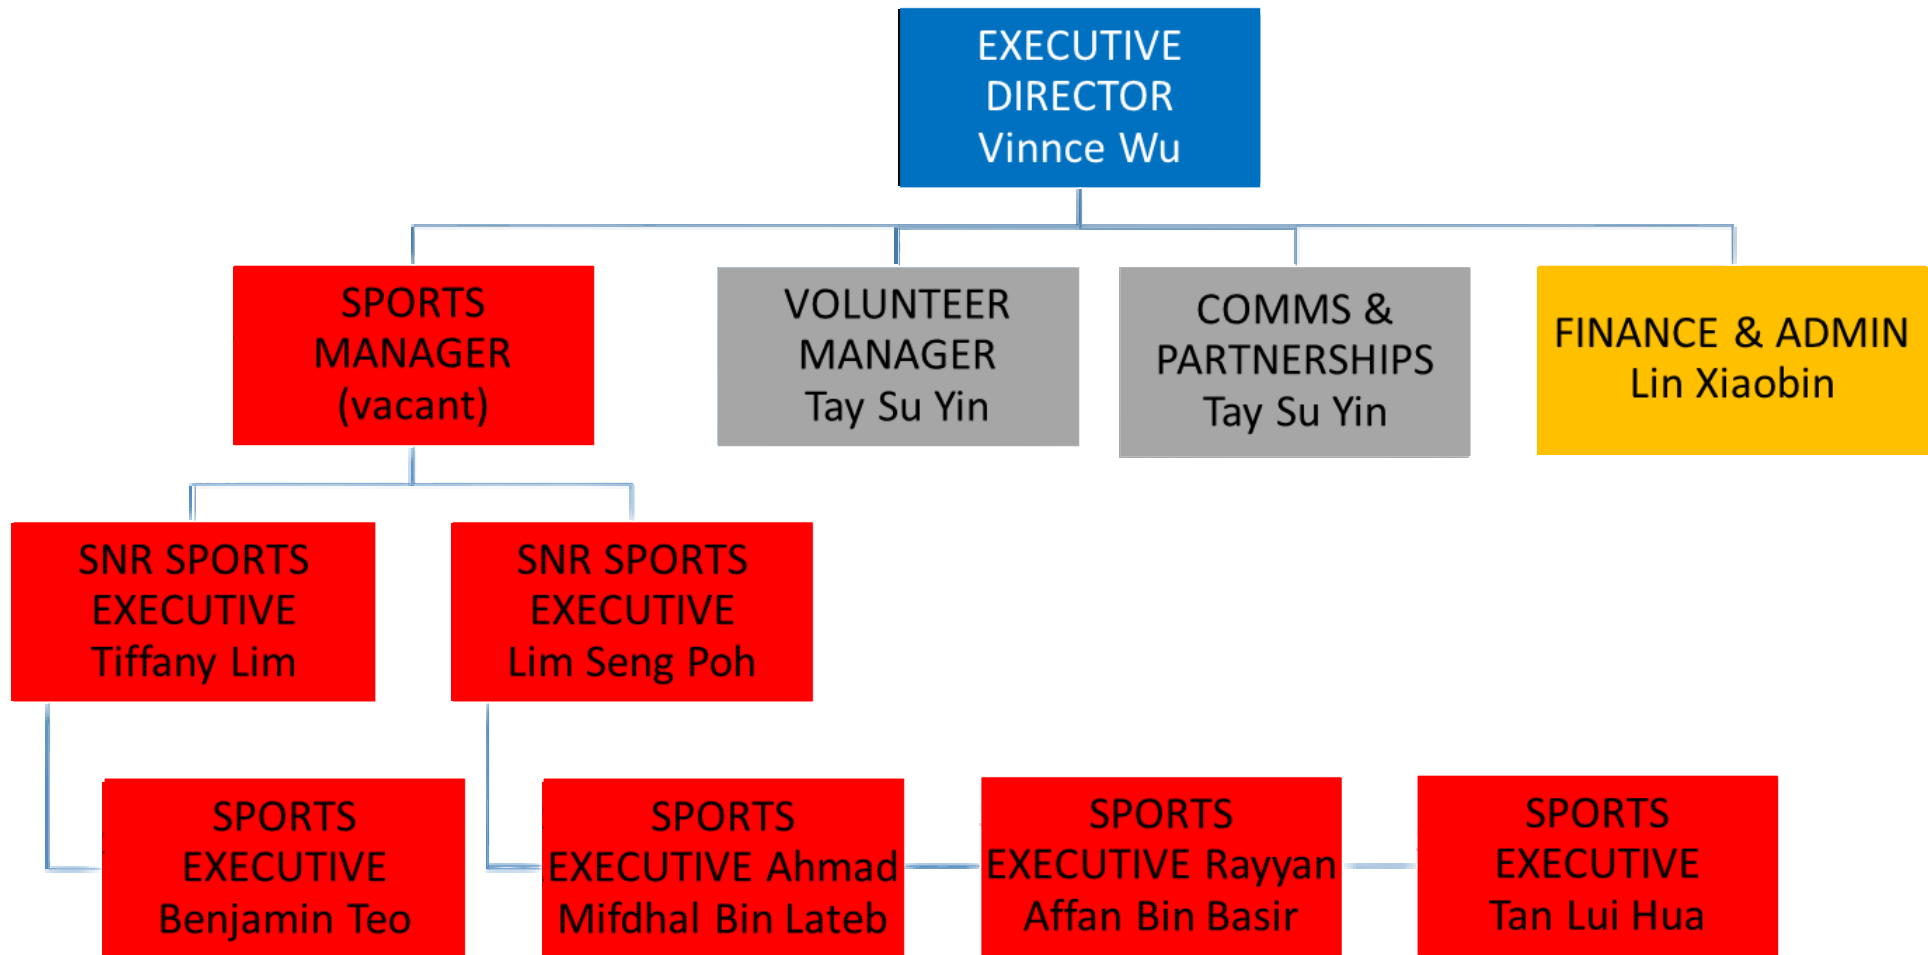 EXECUTIVE
DIRECTOR
Vinnce Wu
SPORTS
MANAGER
(vacant)
VOLUNTEER
MANAGER
Tay Su Yin
COMMS &
PARTNERSHIPS
Tay Su Yin
FINANCE & ADMIN
Lin Xiaobin
SNR SPORTS
EXECUTIVE
Tiffany Lim
SNR SPORTS
EXECUTIVE
Lim Seng Poh
SPORTS
EXECUTIVE
Benjamin Teo
SPORTS
EXECUTIVE Ahmad
Mifdhal Bin Lateb
SPORTS
EXECUTIVE Rayyan
Affan Bin Basir
SPORTS
EXECUTIVE
Tan Lui Hua